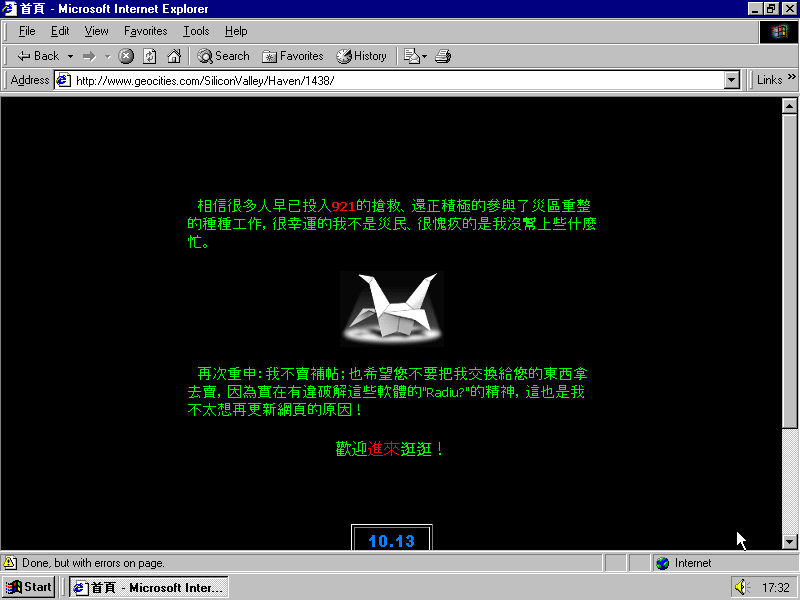 首頁 - Microsoft Internet Explorer
File Edit View Favorites Tools Help
Back Search Favorites History
Address http://www.geocities.com/SiliconValley/Haven/1438/ Links »
相信很多人早已投入921的搶救、還正積極的參與了災區重整
的種種工作, 很幸運的我不是災民、很愧疚的是我沒幫上些什麼
忙。
再次重申: 我不賣補帖; 也希望您不要把我交換給您的東西拿
去賣, 因為實在有違破解這些軟體的"Radiu?"的精神, 這也是我
不太想再更新網頁的原因！
歡迎進來逛逛！
10.13
Done, but with errors on page. Internet
Start 首頁 - Microsoft Inter... 17:32